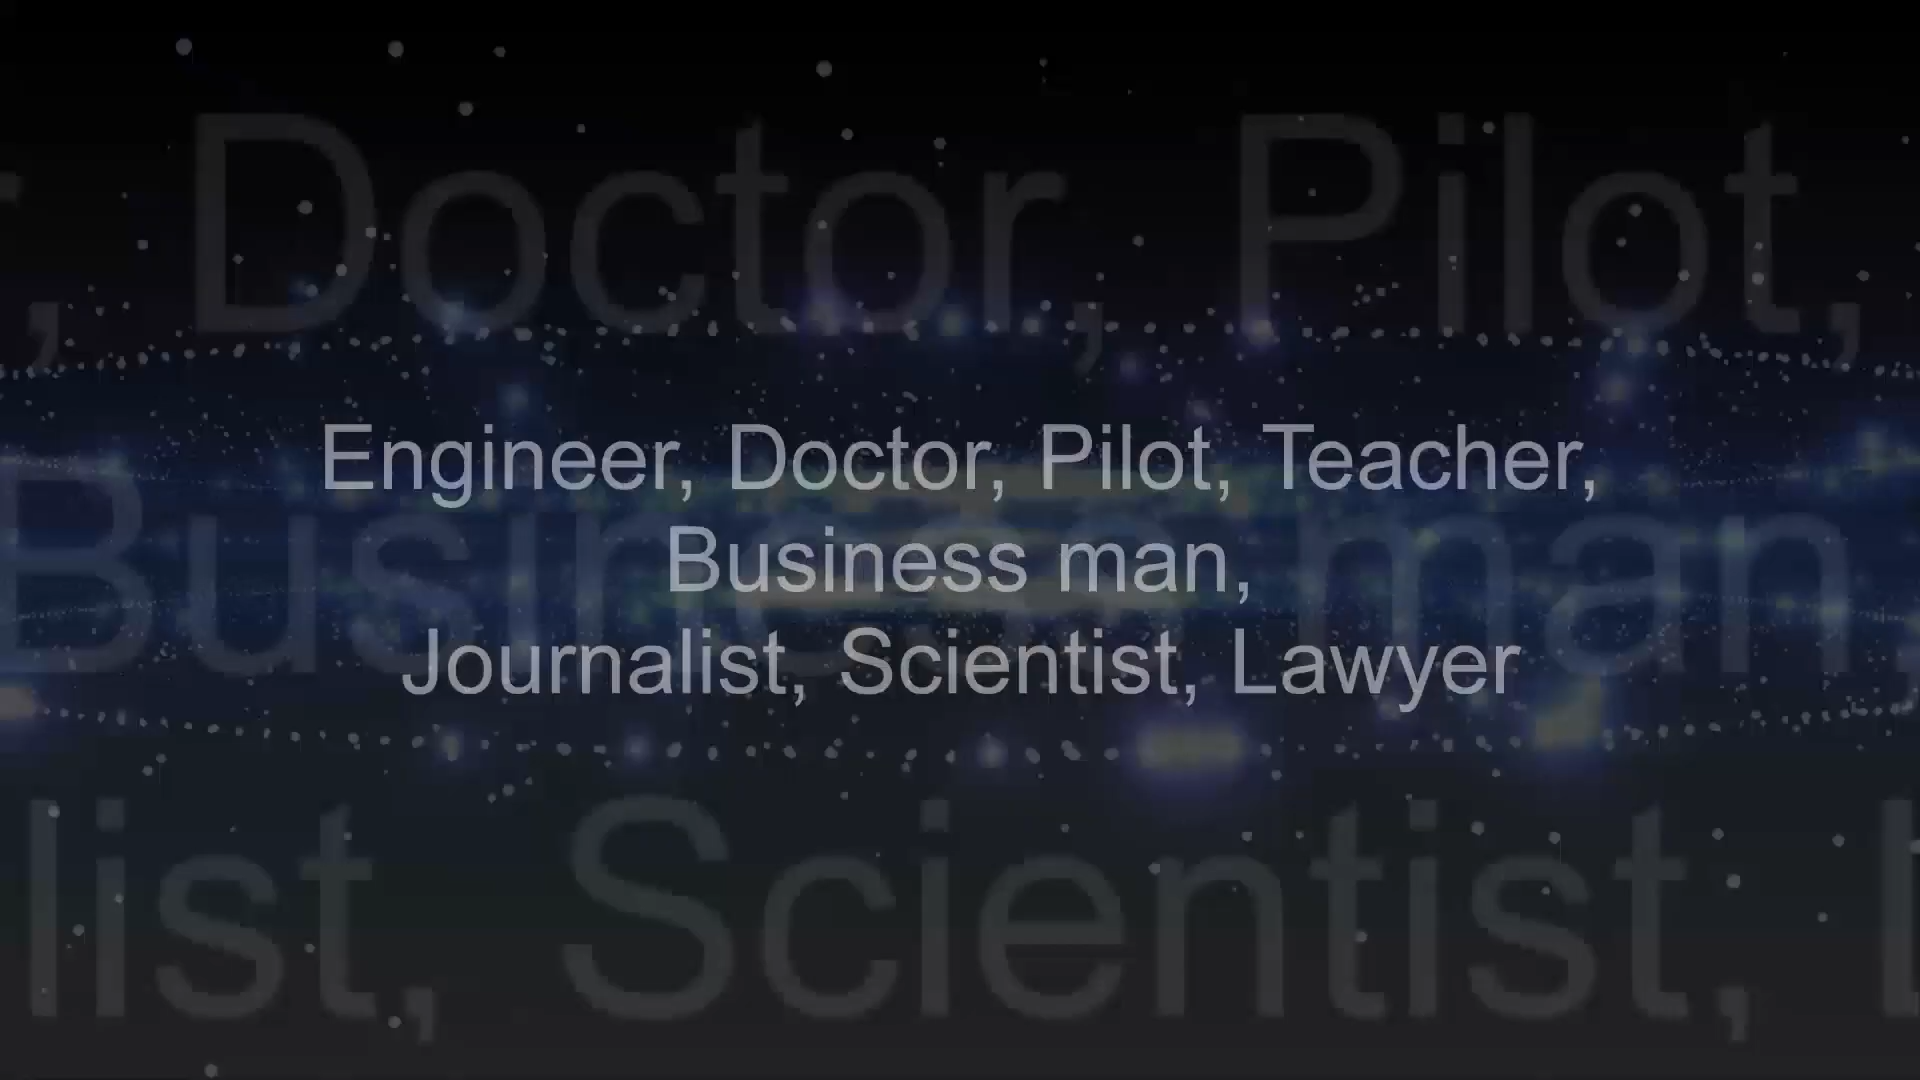 Engineer, Doctor, Pilot, Teacher,
Business man,
Journalist, Scientist, Lawyer